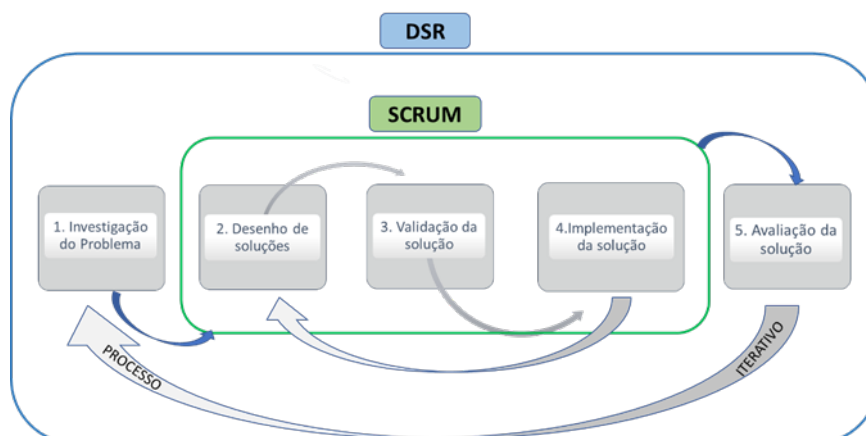 DSR
SCRUM
1. Investigação
do Problema
2. Desenho de
soluções
3. Validação da
solução
4.Implementação
da solução
5. Avaliação da
solução
PROCESSO
ITERATIVO